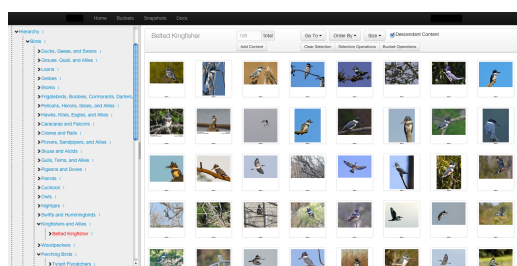 Home Buckets Snapshots Docs
Hierarchy
Birds
Ducks, Geese, and Swans
Grouse, Quail, and Allies
Loons
Grebes
Storks
Frigatebirds, Boobies, Cormorants, Darters,
Pelicans, Herons, Ibises, and Allies
Hawks, Kites, Eagles, and Allies
Caracaras and Falcons
Cranes and Rails
Plovers, Sandpipers, and Allies
Skuas and Jaegers
Gulls, Terns, and Allies
Pigeons and Doves
Parrots
Cuckoos
Owls
Nightjars
Swifts and Hummingbirds
Kingfishers and Allies
Belted Kingfisher
Woodpeckers
Perching Birds
Tyrant Flycatchers
Belted Kingfisher
Total
Go To
Order By
Size
Descendant Content
Add Content
Clear Selection
Selection Operations
Bucket Operations